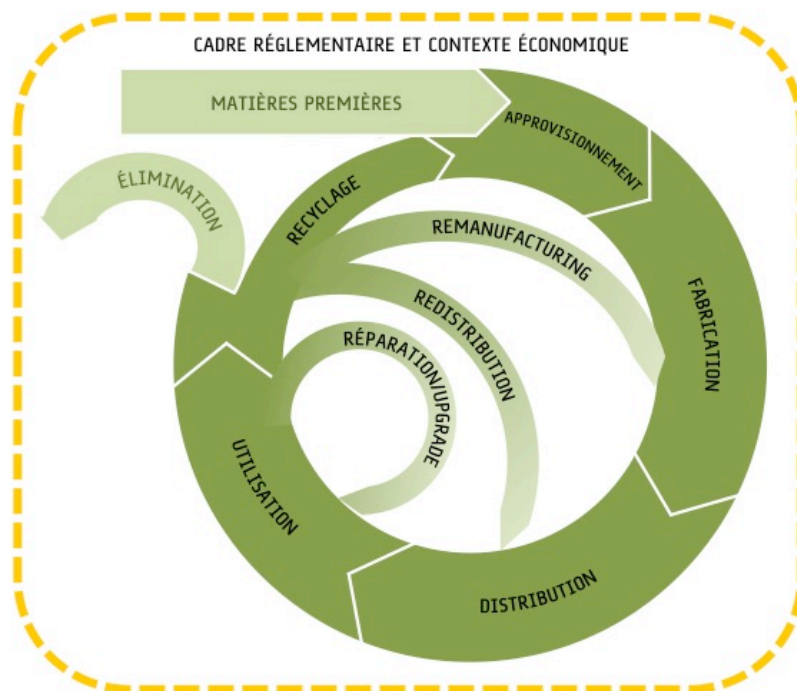 CADRE RÉGLEMENTAIRE ET CONTEXTE ÉCONOMIQUE
MATIÈRES PREMIÈRES
APPROVISIONNEMENT
ÉLIMINATION
RECYCLAGE
REMANUFACTURING
FABRICATION
REDISTRIBUTION
RÉPARATION/UPGRADE
UTILISATION
DISTRIBUTION